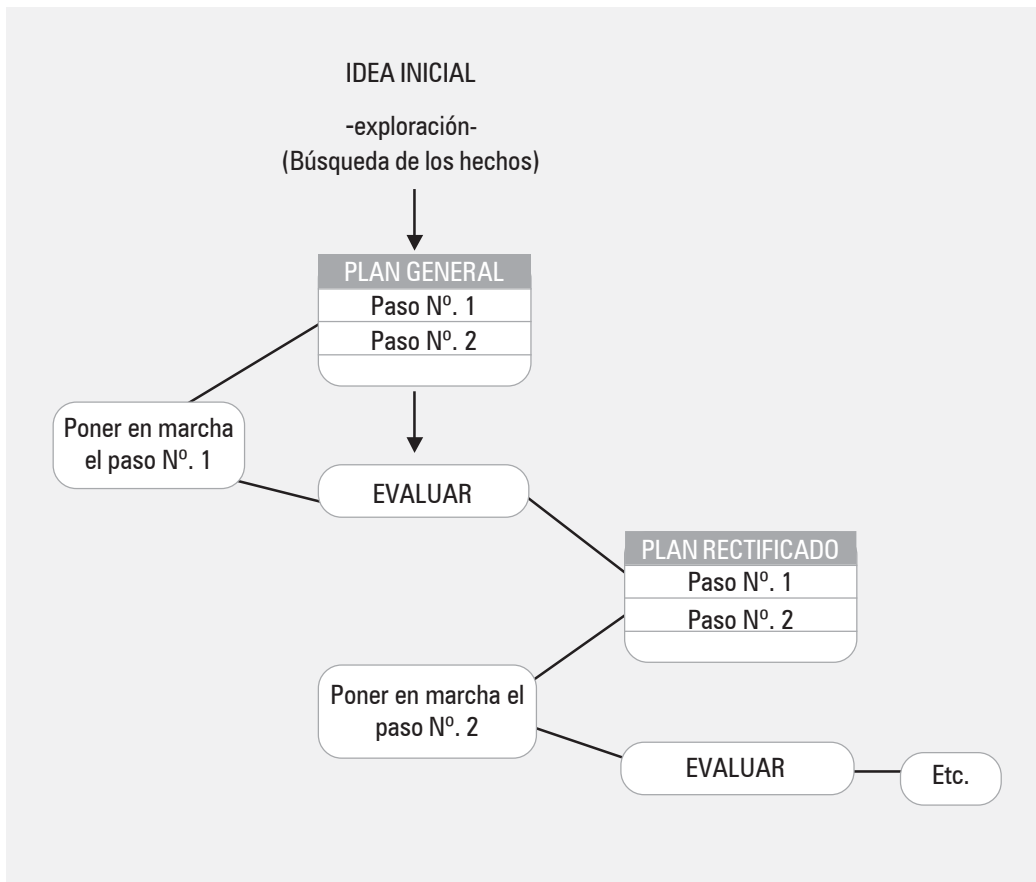 IDEA INICIAL
-exploración-
(Búsqueda de los hechos)
PLAN GENERAL
Paso Nº. 1
Paso Nº. 2
Poner en marcha
el paso Nº. 1
EVALUAR
PLAN RECTIFICADO
Paso Nº. 1
Paso Nº. 2
Poner en marcha el
paso Nº. 2
EVALUAR
Etc.